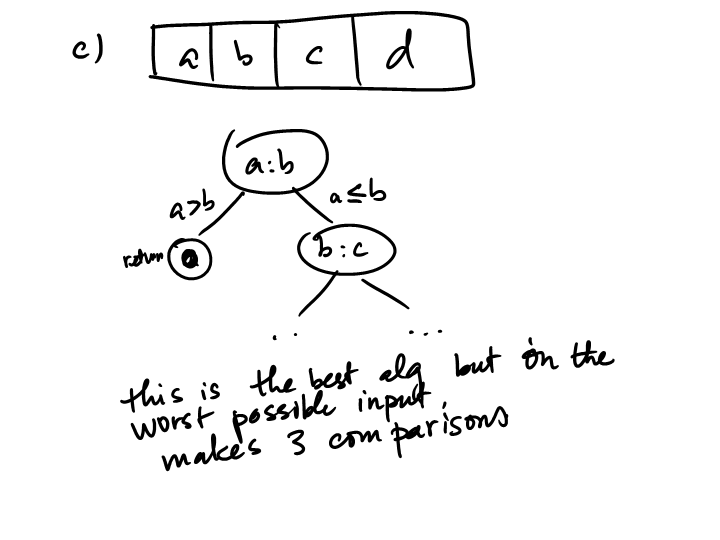 c)
a b c d
a:b
a>b a≤b
return a b:c
.. ...
this is the best alg but on the
worst possible input,
makes 3 comparisons